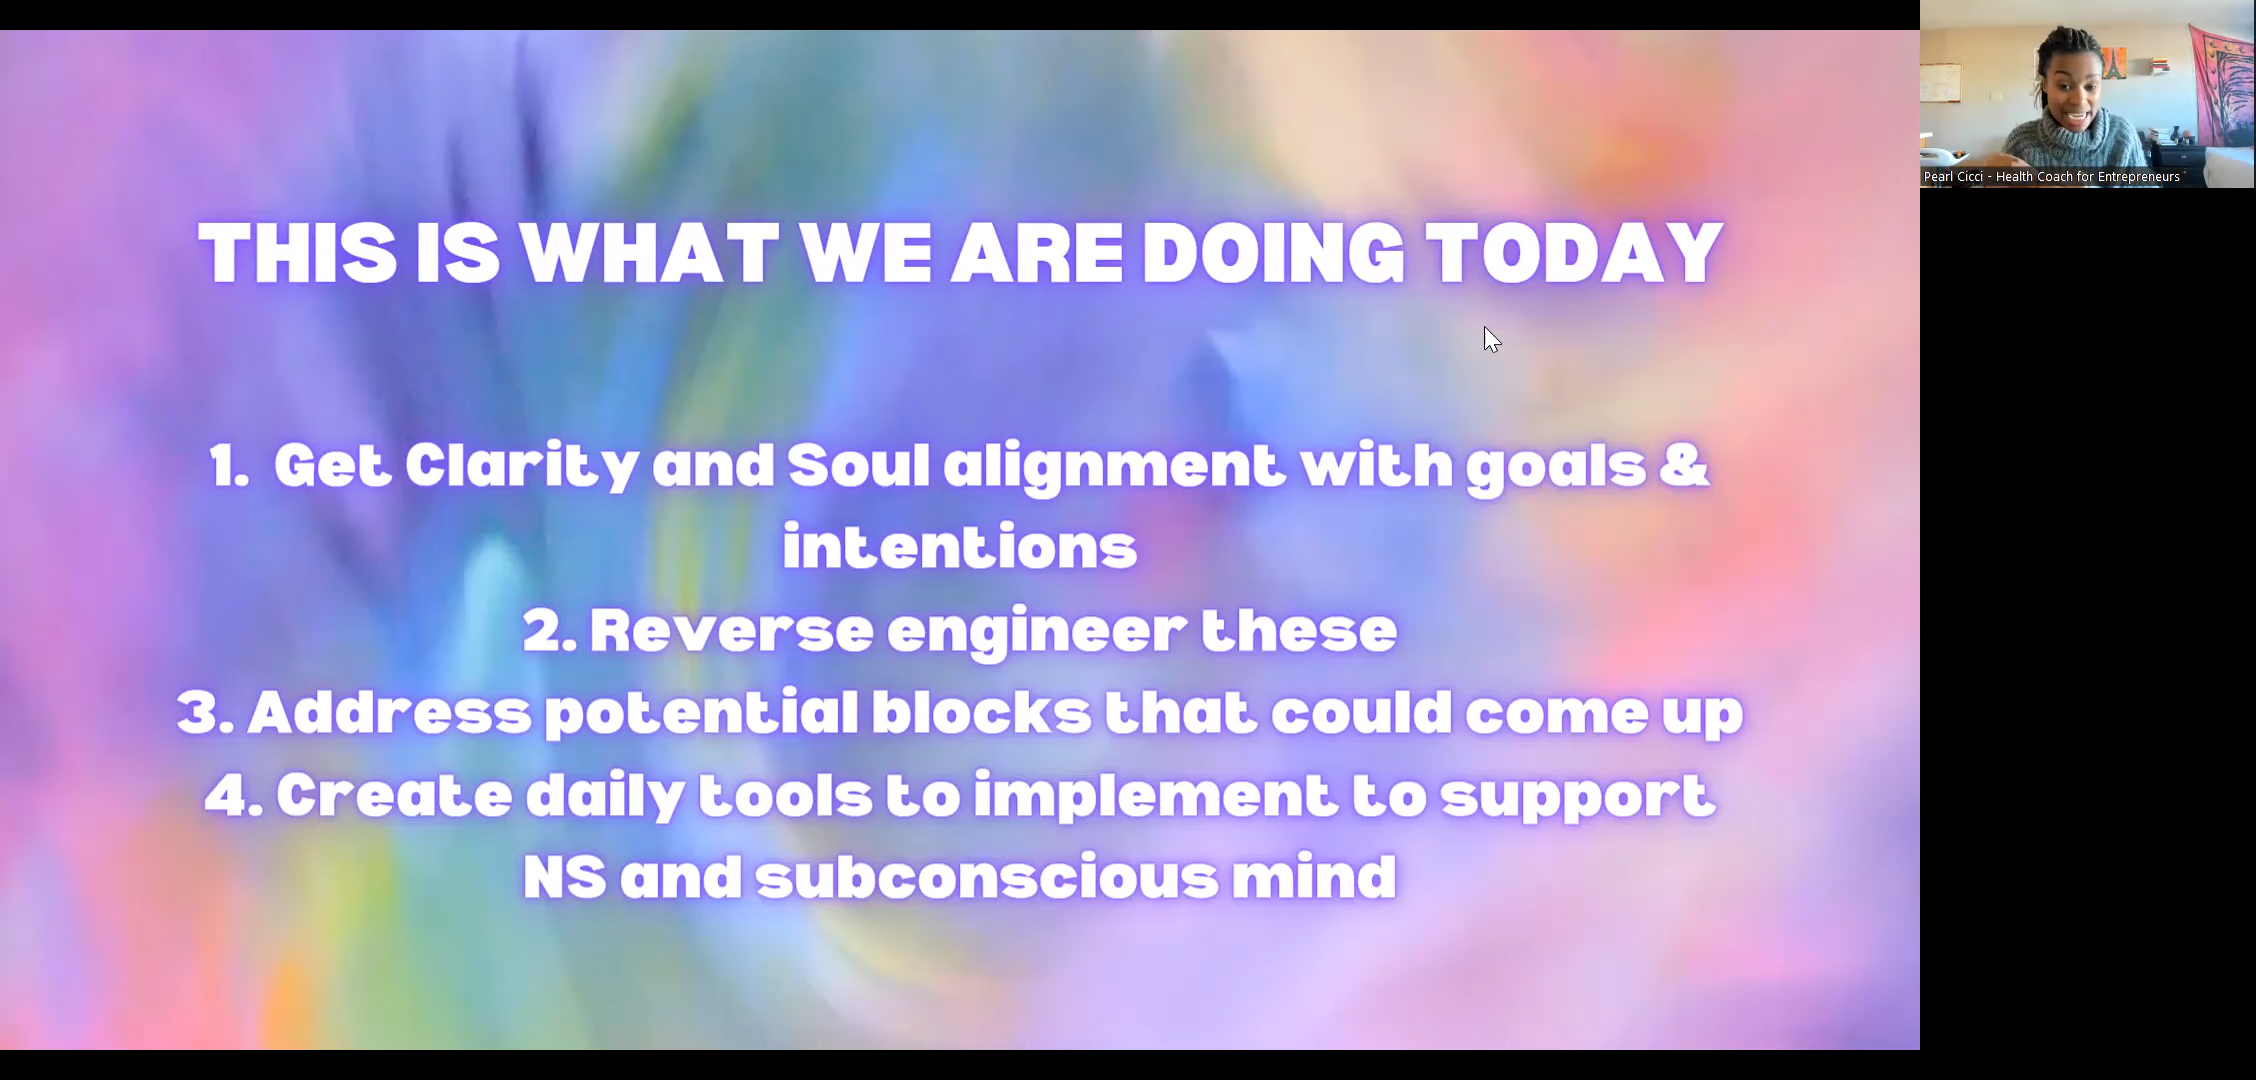 THIS IS WHAT WE ARE DOING TODAY
1. Get Clarity and Soul alignment with goals &
intentions
2. Reverse engineer these
3. Address potential blocks that could come up
4. Create daily tools to implement to support
NS and subconscious mind
Pearl Cicci - Health Coach for Entrepreneurs